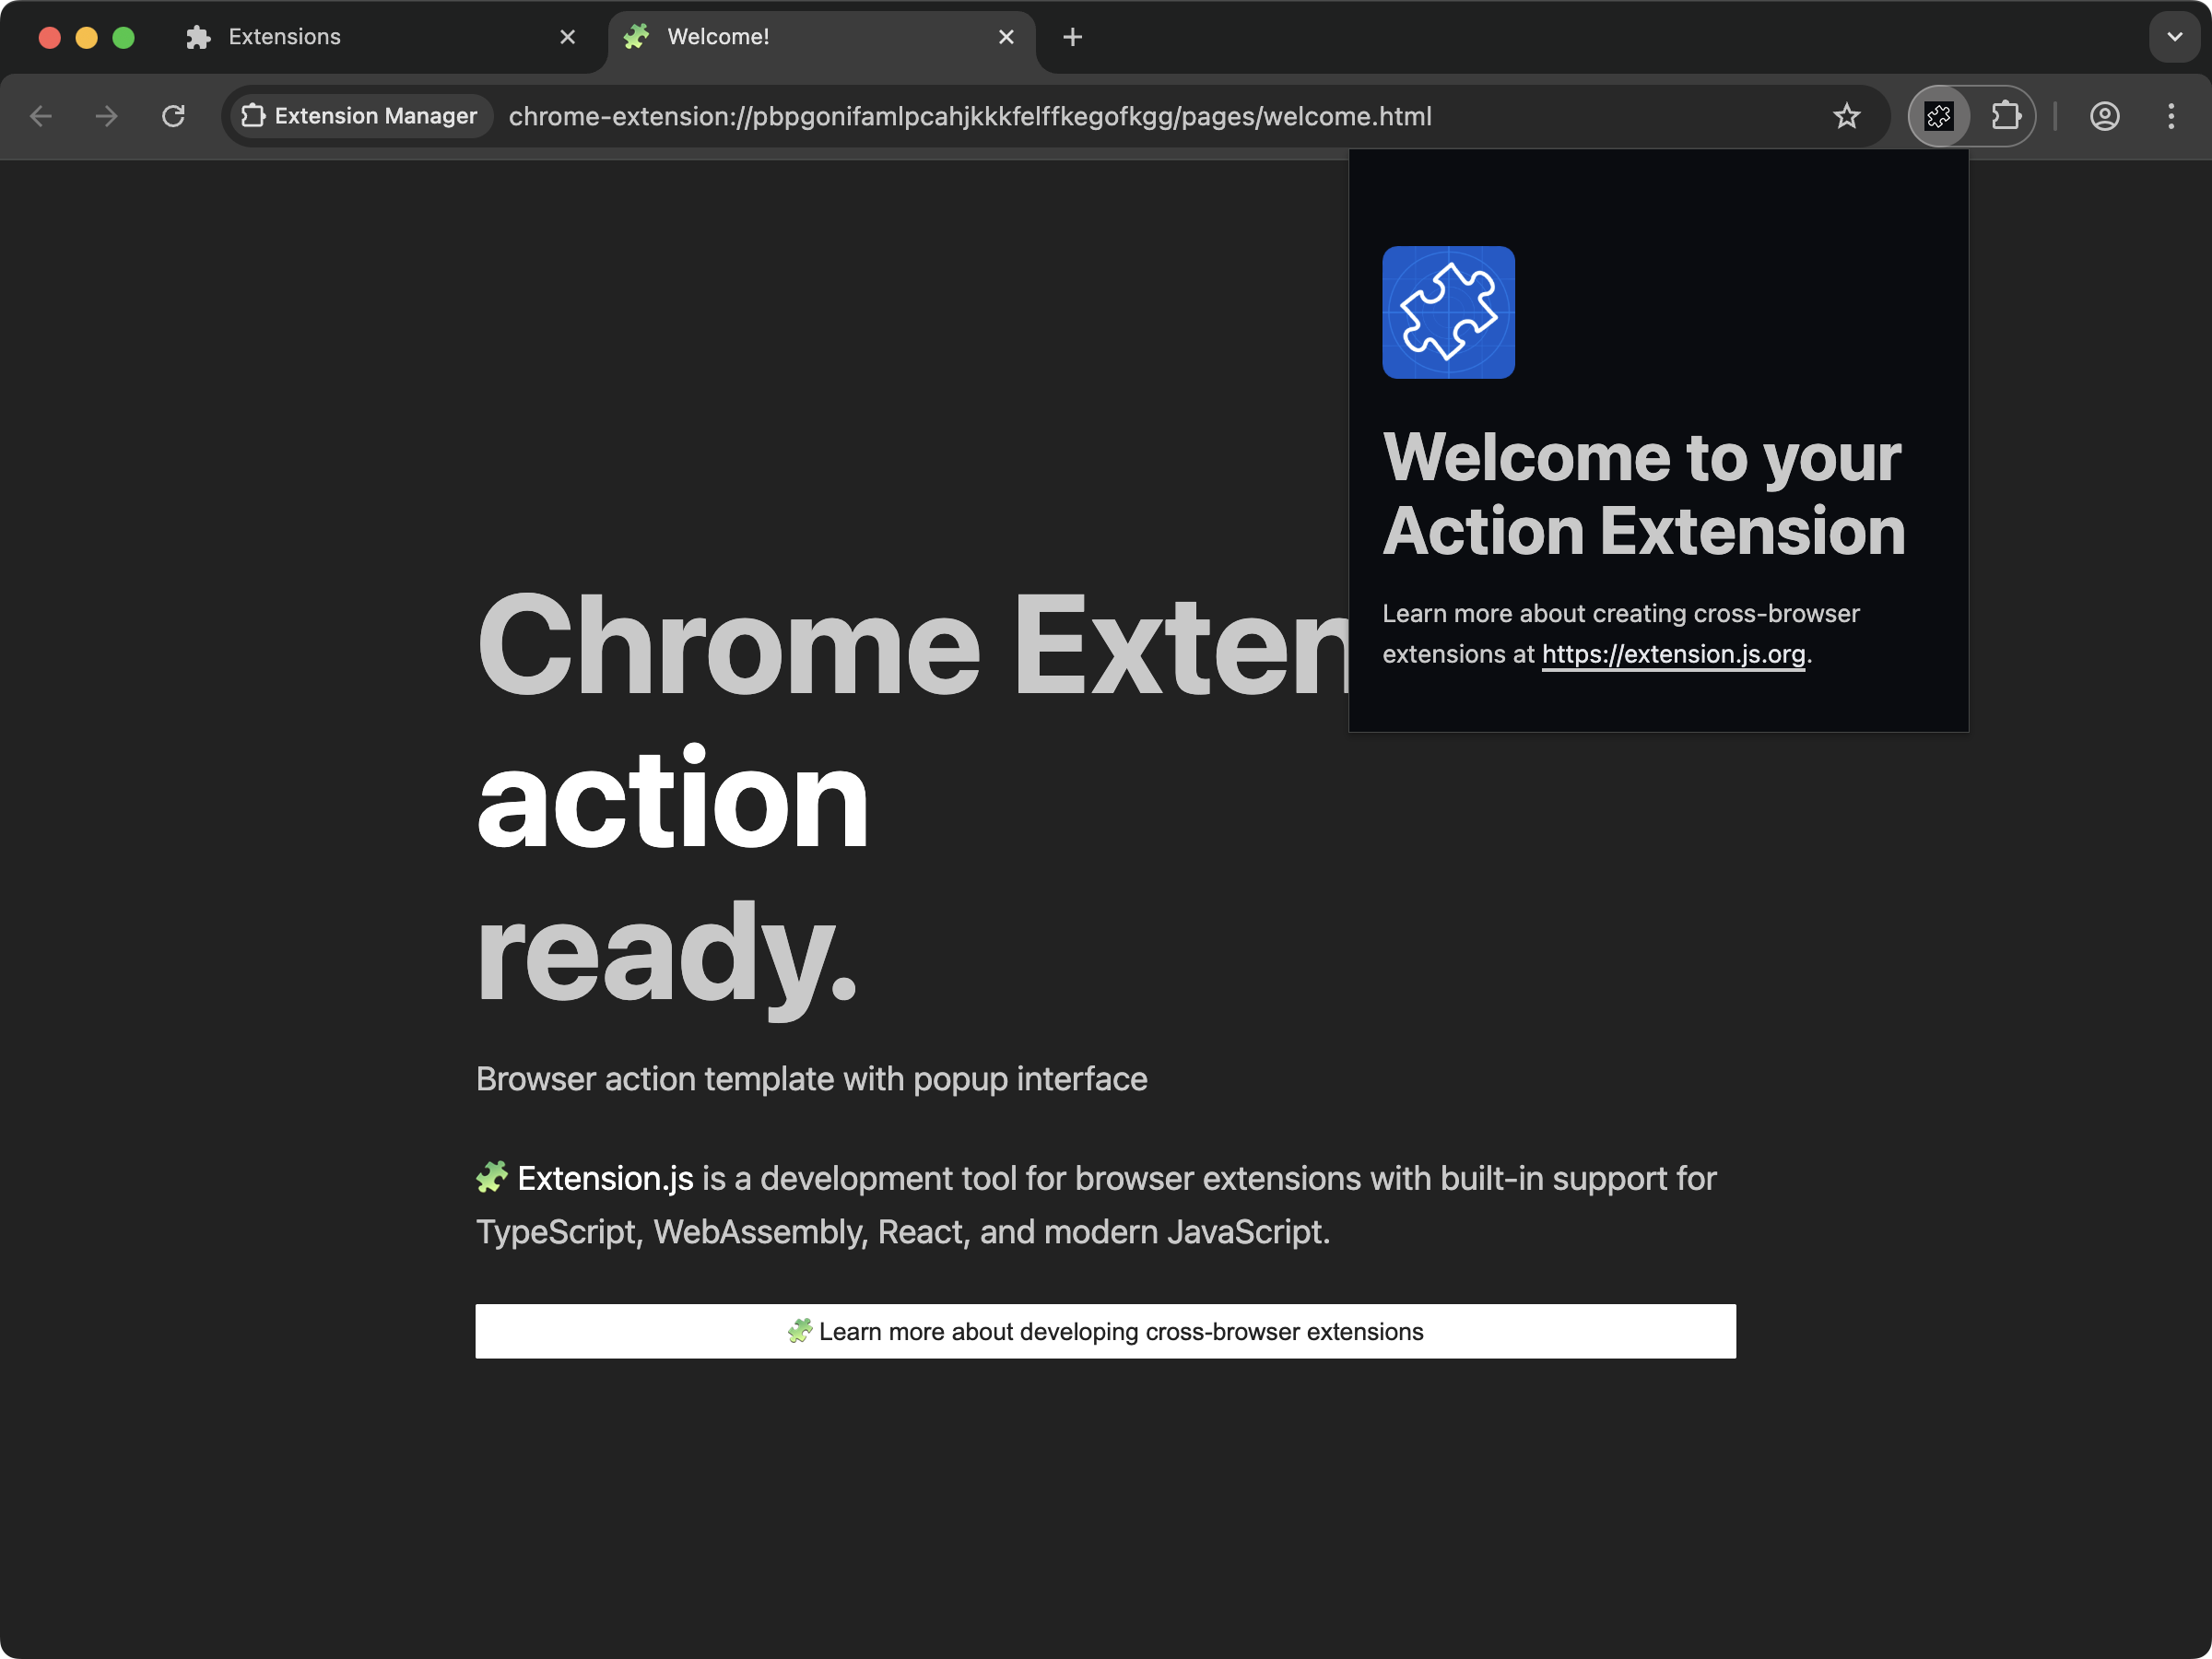 Extensions
Welcome!
Extension Manager
chrome-extension://pbpgonifamlpcahjkkkfelffkegofkgg/pages/welcome.html
Welcome to your
Action Extension
Learn more about creating cross-browser
extensions at https://extension.js.org.
Chrome Exten
action
ready.
Browser action template with popup interface
Extension.js is a development tool for browser extensions with built-in support for
TypeScript, WebAssembly, React, and modern JavaScript.
Learn more about developing cross-browser extensions